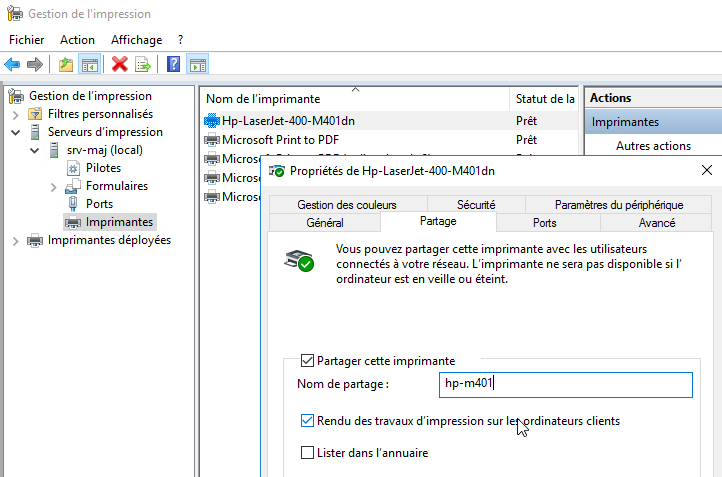 Gestion de l'impression
Fichier Action Affichage ?
Gestion de l'impression
Filtres personnalisés
Serveurs d'impression
srv-maj (local)
Pilotes
Formulaires
Ports
Imprimantes
Imprimantes déployées
Nom de l'imprimante Statut de la
Hp-LaserJet-400-M401dn Prêt
Microsoft Print to PDF Prêt
Prêt
Prêt
Prêt
Actions
Imprimantes
Autres actions
Propriétés de Hp-LaserJet-400-M401dn
Gestion des couleurs Sécurité Paramètres du périphérique
Général Partage Ports Avancé
Vous pouvez partager cette imprimante avec les utilisateurs
connectés à votre réseau. L'imprimante ne sera pas disponible si l'
ordinateur est en veille ou éteint.
Partager cette imprimante
Nom de partage : hp-m401
Rendu des travaux d'impression sur les ordinateurs clients
Lister dans l'annuaire